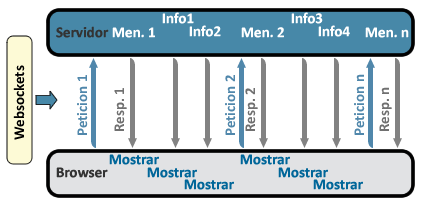 Websockets
Info1 Info3
Servidor Men. 1 Info2 Men. 2 Info4 Men. n
Peticion 1
Resp. 1
Peticion 2
Resp. 2
Peticion n
Resp. n
Mostrar Mostrar
Browser Mostrar Mostrar
Mostrar Mostrar